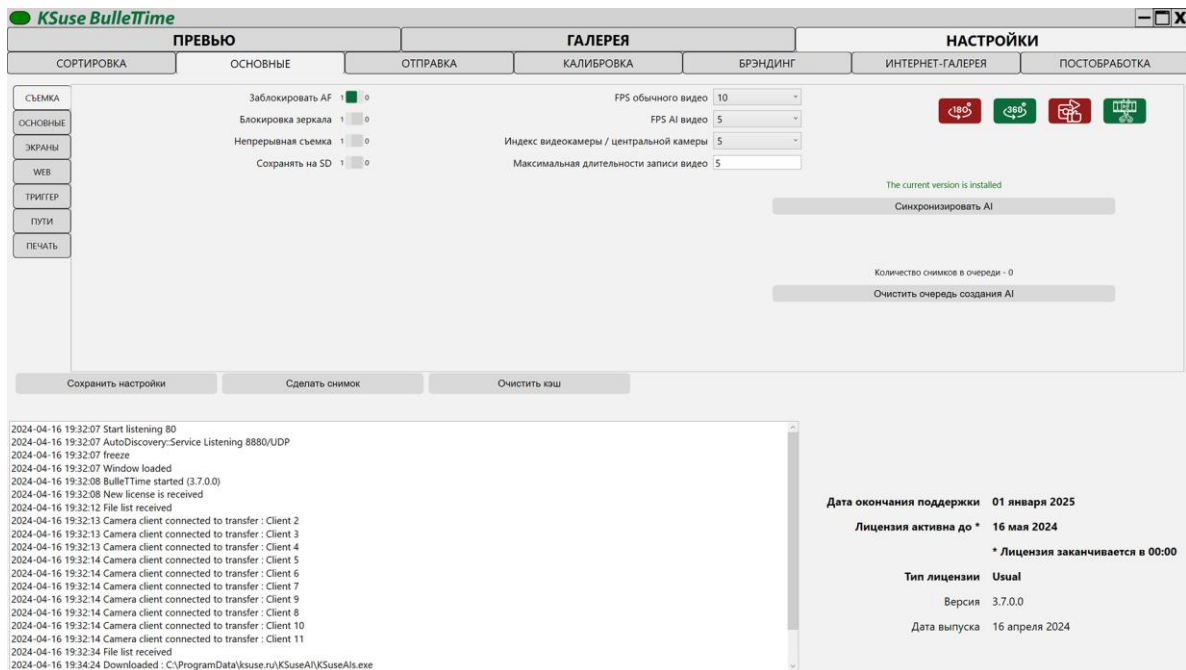 KSuse BulleTTime
ПРЕВЬЮ ГАЛЕРЕЯ НАСТРОЙКИ
СОРТИРОВКА ОСНОВНЫЕ ОТПРАВКА КАЛИБРОВКА БРЭНДИНГ ИНТЕРНЕТ-ГАЛЕРЕЯ ПОСТОБРАБОТКА
СЪЕМКА
ОСНОВНЫЕ
ЭКРАНЫ
WEB
ТРИГГЕР
ПУТИ
ПЕЧАТЬ
Заблокировать AF 1 0
Блокировка зеркала 1 0
Непрерывная съемка 1 0
Сохранять на SD 1 0
FPS обычного видео 10
FPS AI видео 5
Индекс видеокамеры / центральной камеры 5
Максимальная длительности записи видео 5
180° 360°
The current version is installed
Синхронизировать AI
Количество снимков в очереди - 0
Очистить очередь создания AI
Сохранить настройки Сделать снимок Очистить кэш
2024-04-16 19:32:07 Start listening 80
2024-04-16 19:32:07 AutoDiscovery::Service Listening 8880/UDP
2024-04-16 19:32:07 freeze
2024-04-16 19:32:07 Window loaded
2024-04-16 19:32:08 BulleTTime started (3.7.0.0)
2024-04-16 19:32:08 New license is received
2024-04-16 19:32:12 File list received
2024-04-16 19:32:13 Camera client connected to transfer : Client 2
2024-04-16 19:32:13 Camera client connected to transfer : Client 3
2024-04-16 19:32:13 Camera client connected to transfer : Client 4
2024-04-16 19:32:14 Camera client connected to transfer : Client 5
2024-04-16 19:32:14 Camera client connected to transfer : Client 6
2024-04-16 19:32:14 Camera client connected to transfer : Client 7
2024-04-16 19:32:14 Camera client connected to transfer : Client 9
2024-04-16 19:32:14 Camera client connected to transfer : Client 8
2024-04-16 19:32:14 Camera client connected to transfer : Client 10
2024-04-16 19:32:14 Camera client connected to transfer : Client 11
2024-04-16 19:32:34 File list received
2024-04-16 19:34:24 Downloaded : C:\ProgramData\ksuse.ru\KSuseAI\KSuseAIs.exe
Дата окончания поддержки 01 января 2025
Лицензия активна до * 16 мая 2024
* Лицензия заканчивается в 00:00
Тип лицензии Usual
Версия 3.7.0.0
Дата выпуска 16 апреля 2024